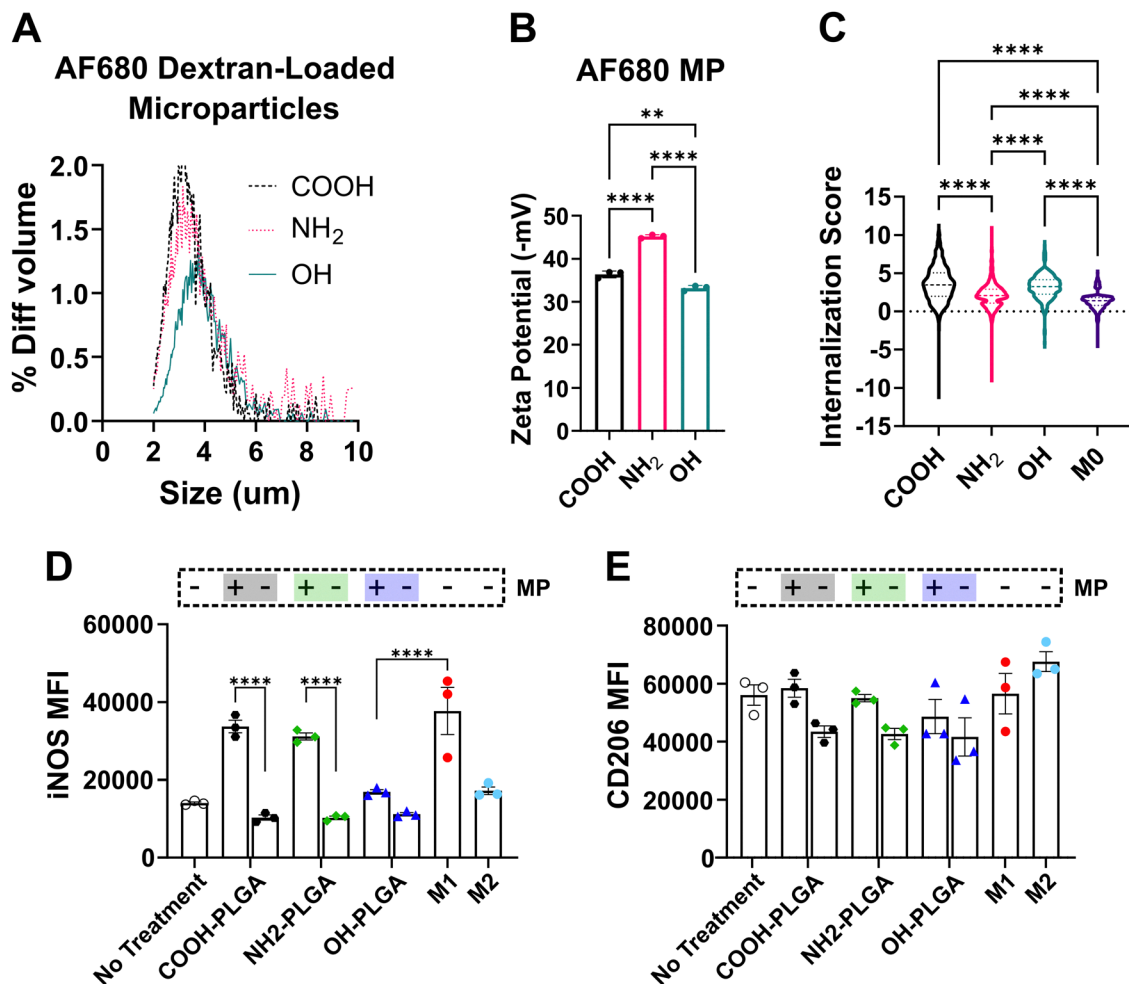 A
AF680 Dextran-Loaded
Microparticles
% Diff volume
2.0
1.5
1.0
0.5
0.0
0 2 4 6 8 10
Size (um)
COOH
NH₂
OH
B
AF680 MP
**
****
****
Zeta Potential (-mV)
50
40
30
20
10
0
COOH
NH₂
OH
C
****
****
****
****
****
Internalization Score
15
10
5
0
-5
-10
-15
COOH
NH₂
OH
M0
D
- + - + - + - - - MP
iNOS MFI
60000
40000
20000
0
****
****
****
No Treatment
COOH-PLGA
NH2-PLGA
OH-PLGA
M1
M2
E
- + - + - + - - - MP
CD206 MFI
80000
60000
40000
20000
0
No Treatment
COOH-PLGA
NH2-PLGA
OH-PLGA
M1
M2